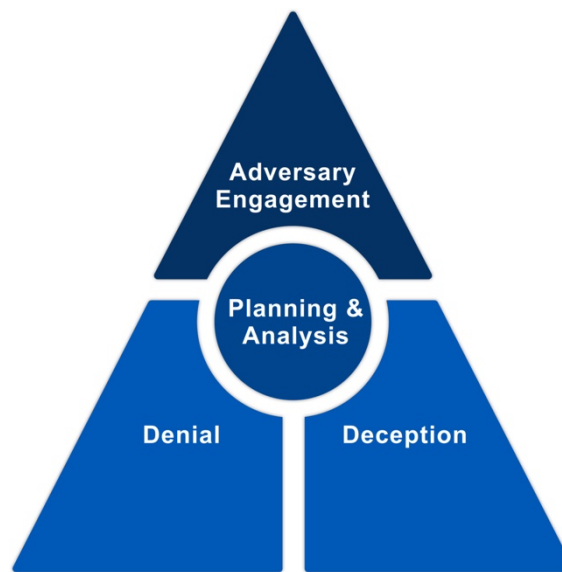 Adversary
Engagement
Planning &
Analysis
Denial
Deception